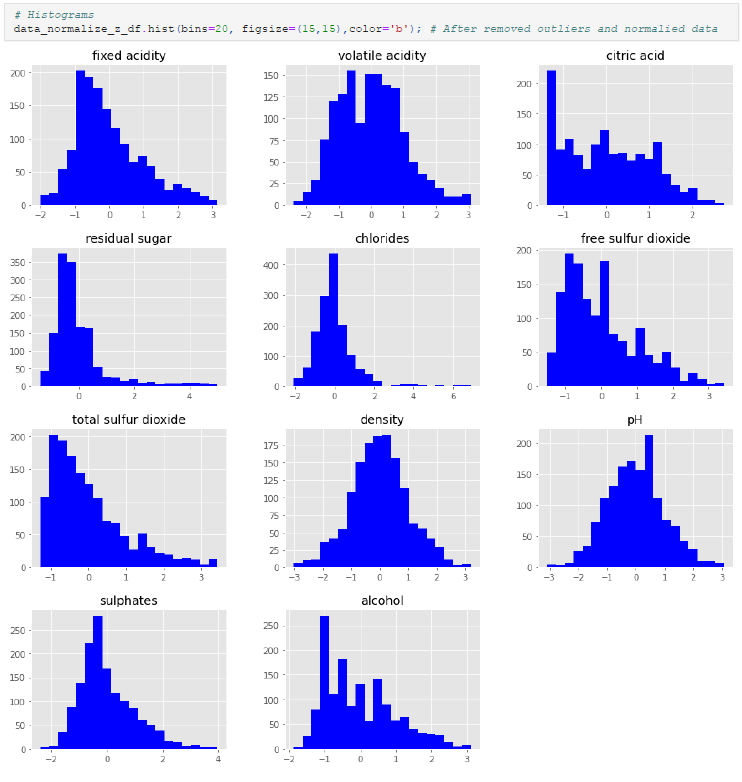 # Histograms
data_normalize_z_df.hist(bins=20, figsize=(15,15),color='b'); # After removed outliers and normalied data
fixed acidity
volatile acidity
citric acid
200
150
100
50
0
−2 −1 0 1 2 3
150
125
100
75
50
25
0
−2 −1 0 1 2 3
200
150
100
50
0
−1 0 1 2
residual sugar
chlorides
free sulfur dioxide
350
300
250
200
150
100
50
0
0 2 4
400
300
200
100
0
−2 0 2 4 6
200
150
100
50
0
−1 0 1 2 3
total sulfur dioxide
density
pH
200
150
100
50
0
−1 0 1 2 3
175
150
125
100
75
50
25
0
−3 −2 −1 0 1 2 3
200
150
100
50
0
−3 −2 −1 0 1 2 3
sulphates
alcohol
250
200
150
100
50
0
−2 0 2 4
250
200
150
100
50
0
−2 −1 0 1 2 3